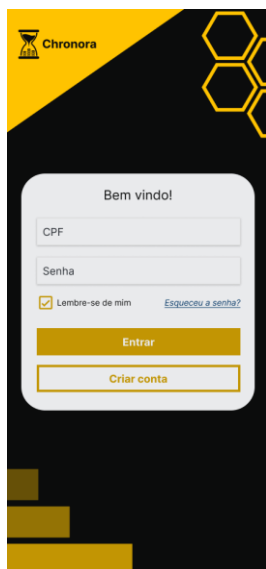 Chronora
Bem vindo!
CPF
Senha
Lembre-se de mim
Esqueceu a senha?
Entrar
Criar conta